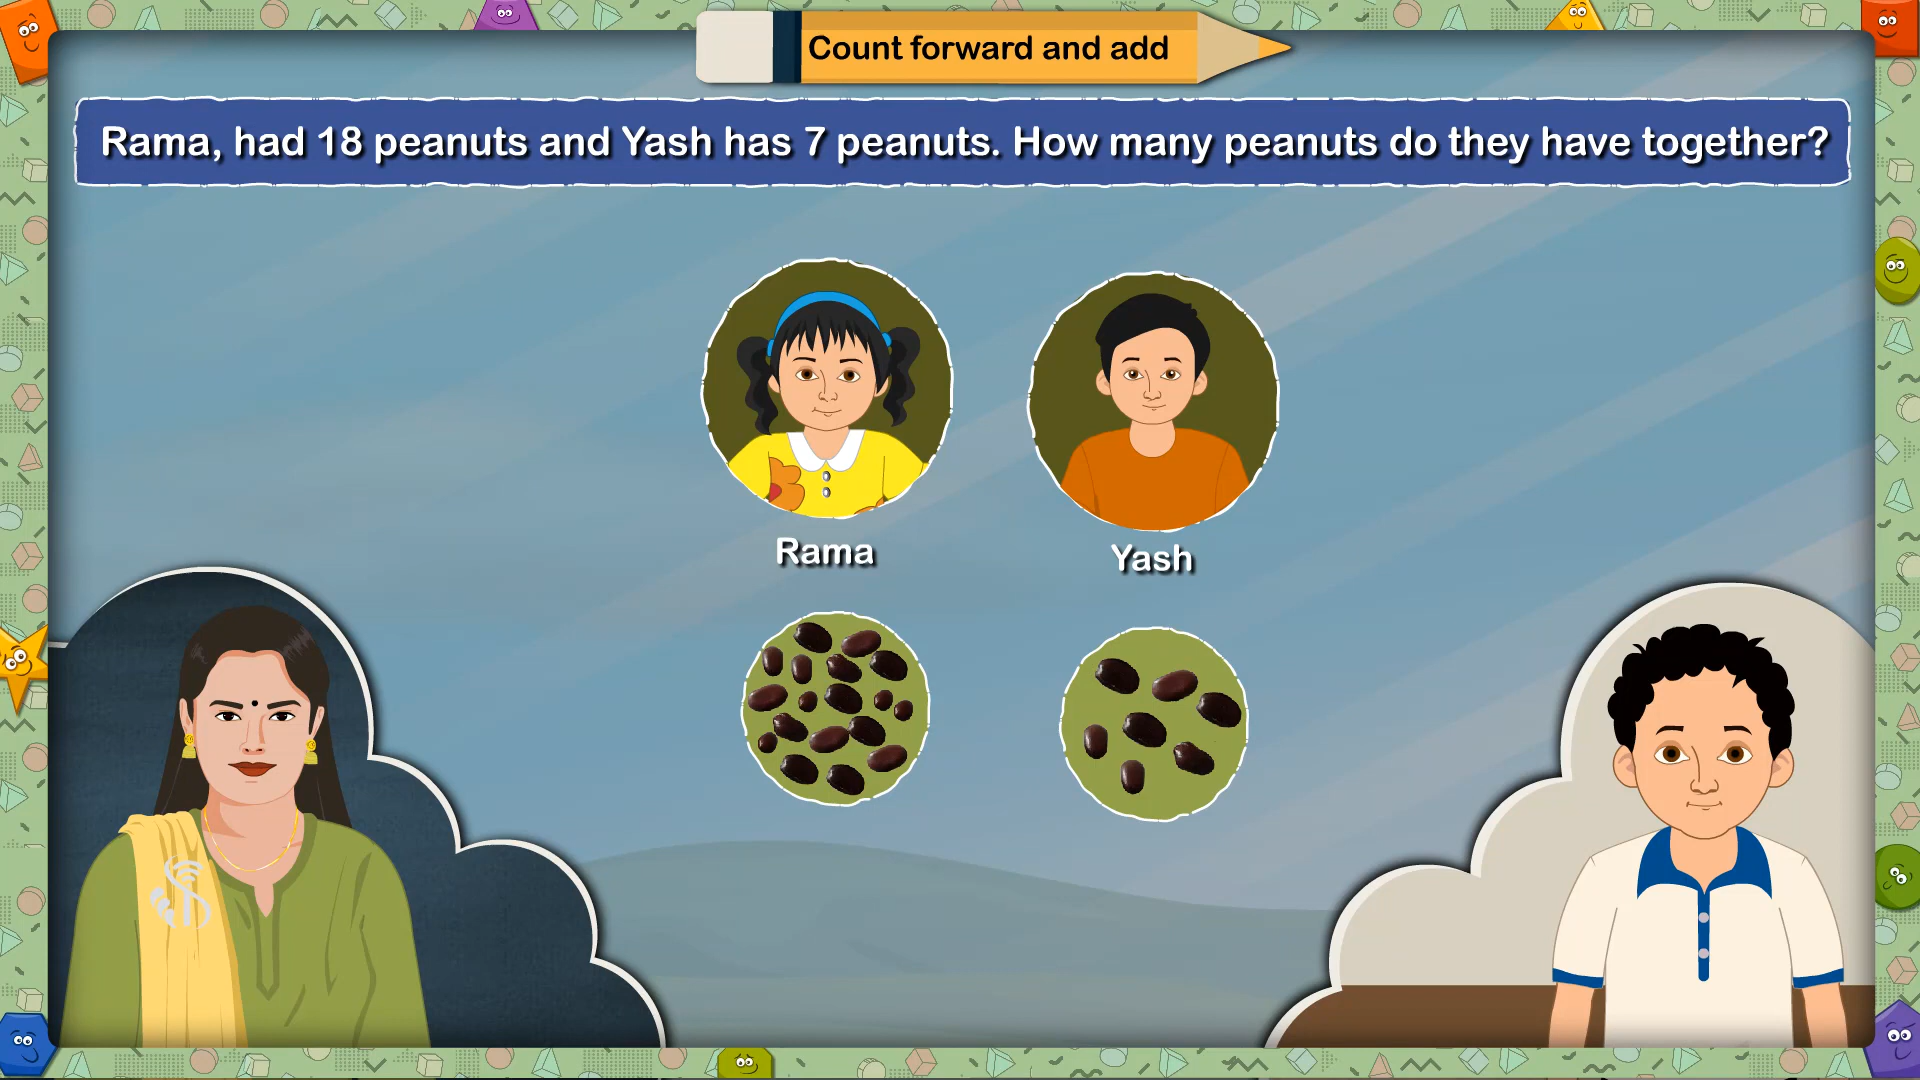 Count forward and add
Rama, had 18 peanuts and Yash has 7 peanuts. How many peanuts do they have together?
Rama
Yash